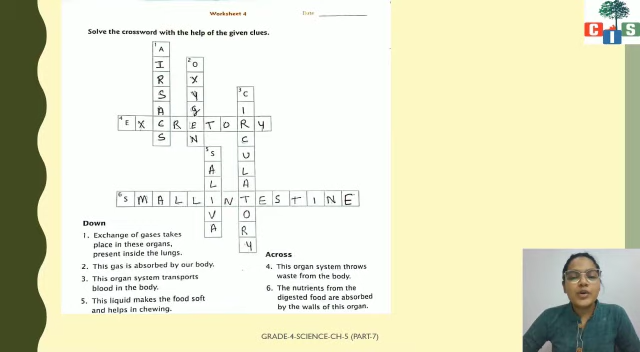 Worksheet 4
Date
Solve the crossword with the help of the given clues.
1 A I R S A C S
2 O X Y g E N
3 C I R C U L A T O R Y
4 E X C R E T O R Y
5 S A L I V A
6 S M A L L I N T E S T I N E
Down
1. Exchange of gases takes
place in these organs,
present inside the lungs.
2. This gas is absorbed by our body.
3. This organ system transports
blood in the body.
5. This liquid makes the food soft
and helps in chewing.
Across
4. This organ system throws
waste from the body.
6. The nutrients from the
digested food are absorbed
by the walls of this organ.
GRADE-4-SCIENCE-CH-5 (PART-7)
CIS